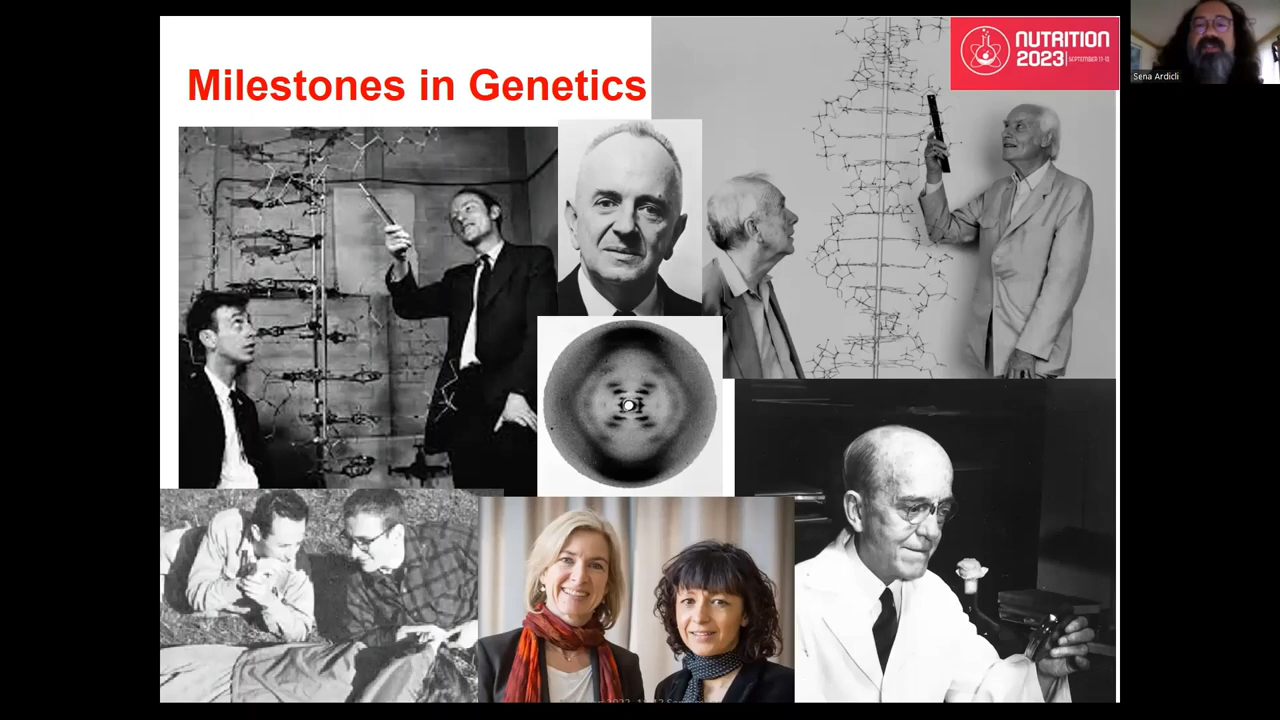 Milestones in Genetics
NUTRITION
2023 | SEPTEMBER 11-13
Sena Ardicli